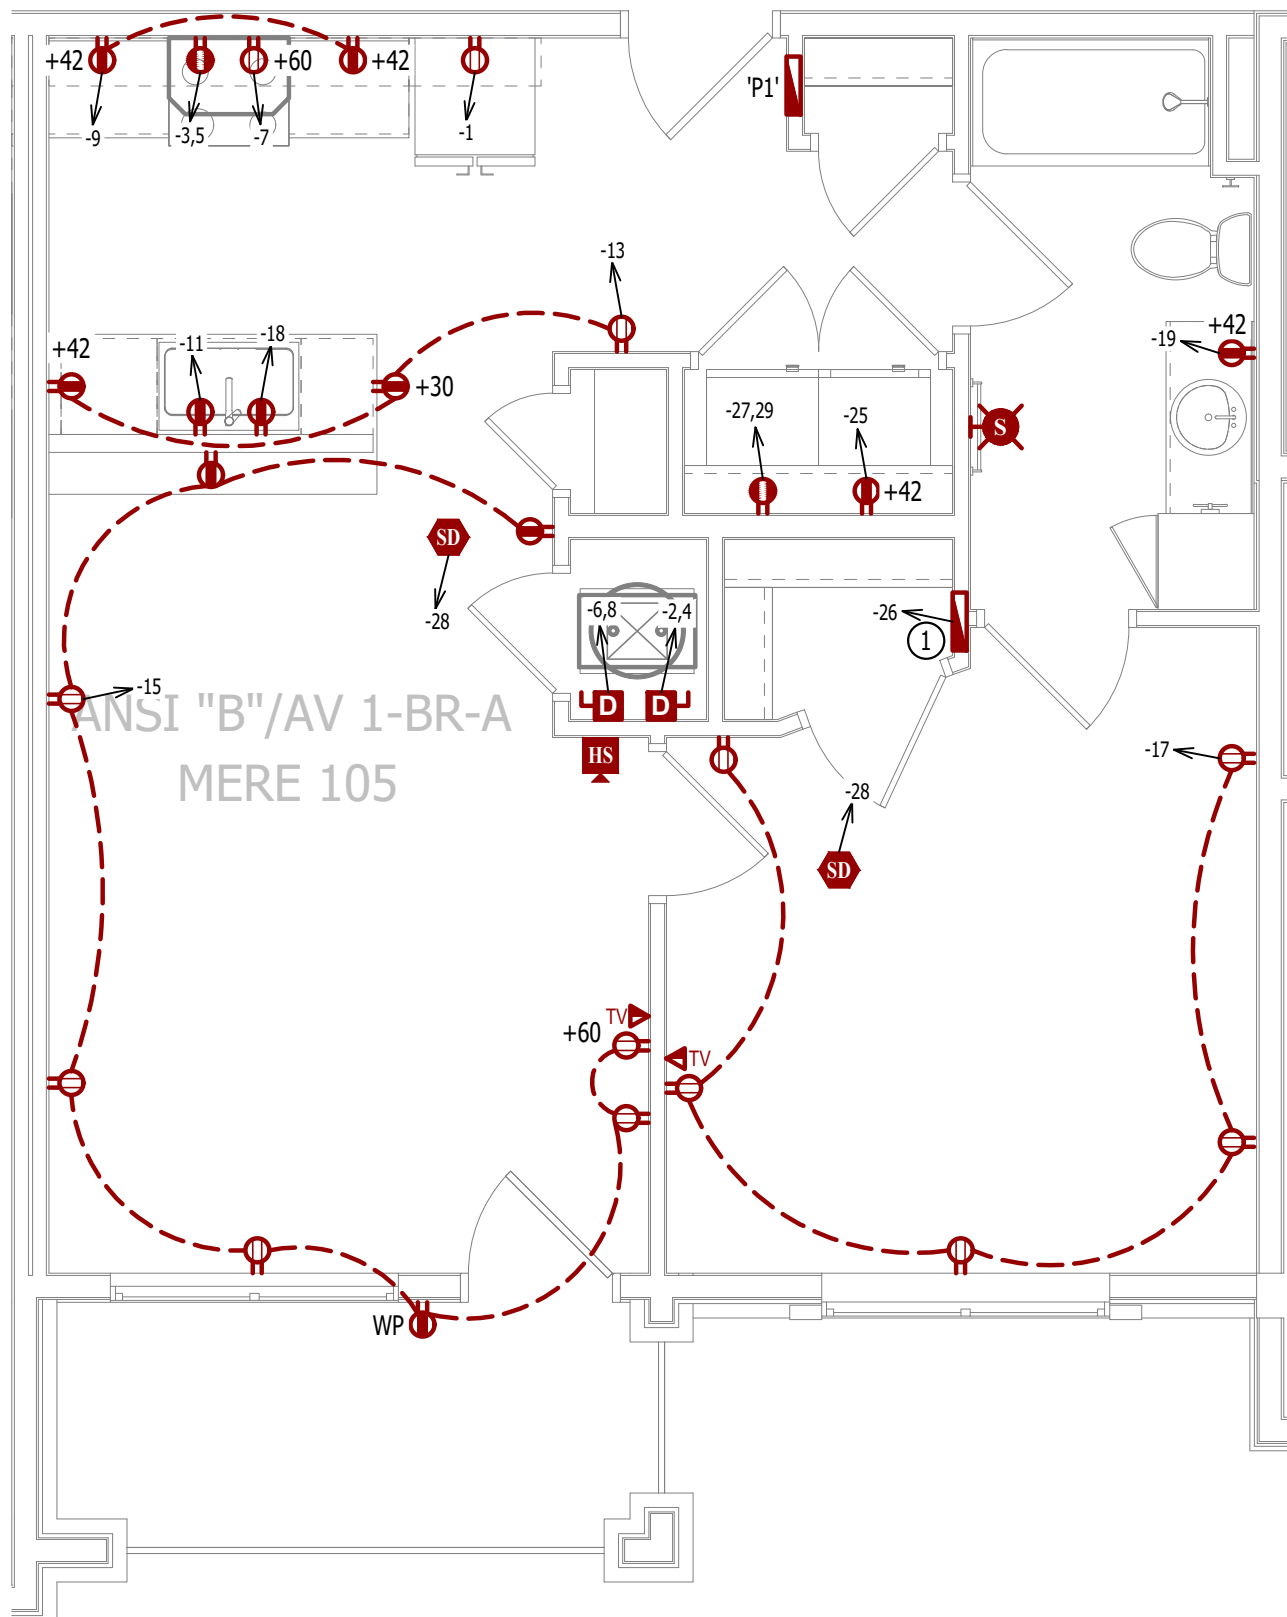 +42
+60
+42
'P1'
-9
-3,5
-7
-1
-13
-11
-18
+42
-19
+42
+30
-27,29
-25
S
+42
SD
-28
-6,8
-2,4
-26
1
-15
D
D
ANSI "B"/AV 1-BR-A
MERE 105
HS
-17
-28
SD
TV
+60
TV
WP